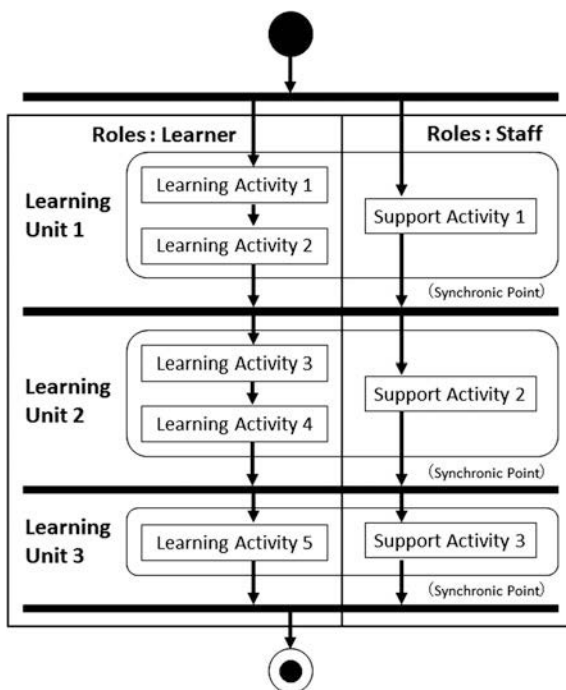 Roles : Learner
Roles : Staff
Learning
Unit 1
Learning Activity 1
Learning Activity 2
Support Activity 1
(Synchronic Point)
Learning
Unit 2
Learning Activity 3
Learning Activity 4
Support Activity 2
(Synchronic Point)
Learning
Unit 3
Learning Activity 5
Support Activity 3
(Synchronic Point)